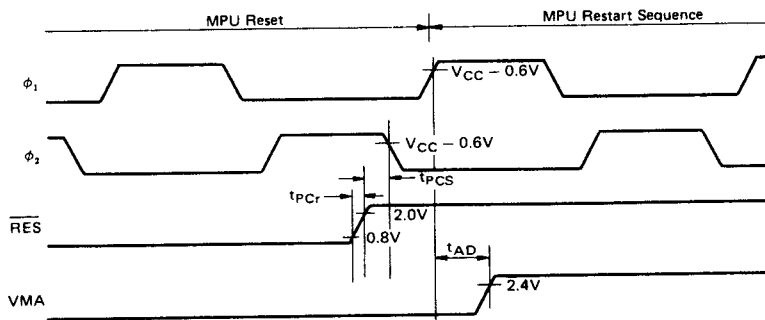 MPU Reset
MPU Restart Sequence
ϕ1
VCC – 0.6V
ϕ2
VCC – 0.6V
tPCS
tPCr
RES
2.0V
0.8V
tAD
VMA
2.4V